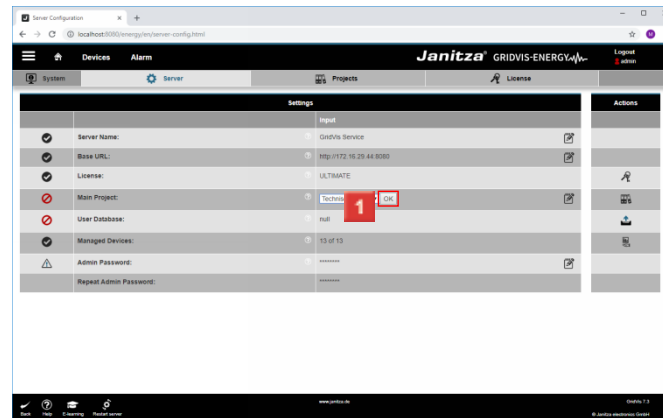 Server Configuration
localhost:8080/energy/en/server-config.html
Devices Alarm Janitza® GRIDVIS-ENERGY Logout
admin
System Server Projects License
Settings Actions
Input
Server Name: GridVis Service
Base URL: http://172.16.29.44:8080
License: ULTIMATE
Main Project: Technis OK
1
User Database: null
Managed Devices: 13 of 13
Admin Password: ********
Repeat Admin Password: ********
www.janitza.de GridVis 7.3
Back Help E-learning Restart server © Janitza electronics GmbH